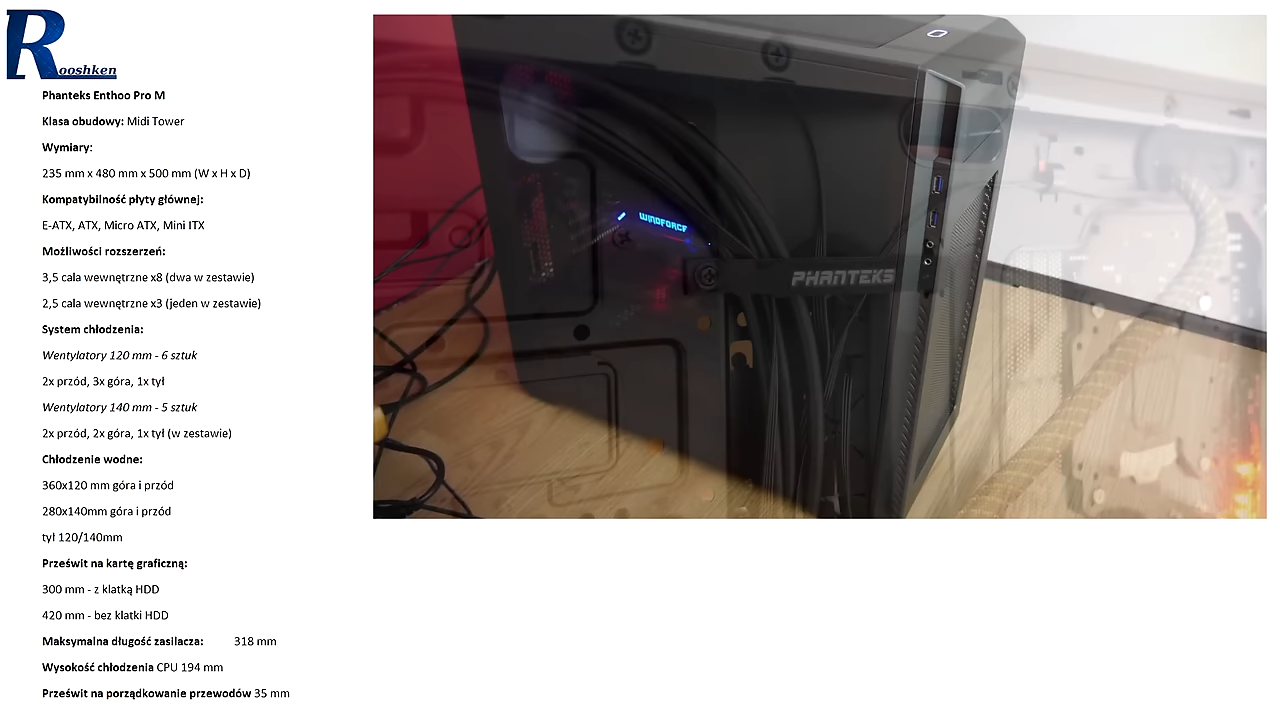 Rooshken
Phanteks Enthoo Pro M
Klasa obudowy: Midi Tower
Wymiary:
235 mm x 480 mm x 500 mm (W x H x D)
Kompatybilność płyty głównej:
E-ATX, ATX, Micro ATX, Mini ITX
Możliwości rozszerzeń:
3,5 cala wewnętrzne x8 (dwa w zestawie)
2,5 cala wewnętrzne x3 (jeden w zestawie)
System chłodzenia:
Wentylatory 120 mm - 6 sztuk
2x przód, 3x góra, 1x tył
Wentylatory 140 mm - 5 sztuk
2x przód, 2x góra, 1x tył (w zestawie)
Chłodzenie wodne:
360x120 mm góra i przód
280x140mm góra i przód
tył 120/140mm
Prześwit na kartę graficzną:
300 mm - z klatką HDD
420 mm - bez klatki HDD
Maksymalna długość zasilacza: 318 mm
Wysokość chłodzenia CPU 194 mm
Prześwit na porządkowanie przewodów 35 mm
WINDFORCE
PHANTEKS